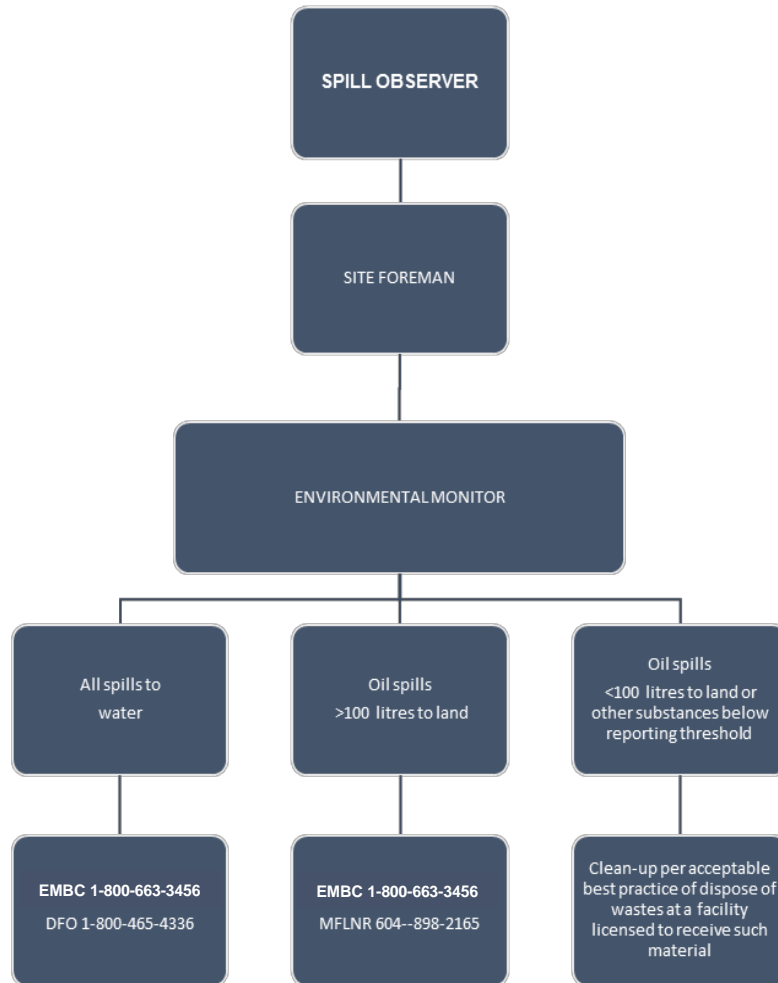 SPILL OBSERVER
SITE FOREMAN
ENVIRONMENTAL MONITOR
All spills to
water
Oil spills
>100 litres to land
Oil spills
<100 litres to land or
other substances below
reporting threshold
EMBC 1-800-663-3456
DFO 1-800-465-4336
EMBC 1-800-663-3456
MFLNR 604--898-2165
Clean-up per acceptable
best practice of dispose of
wastes at a facility
licensed to receive such
material